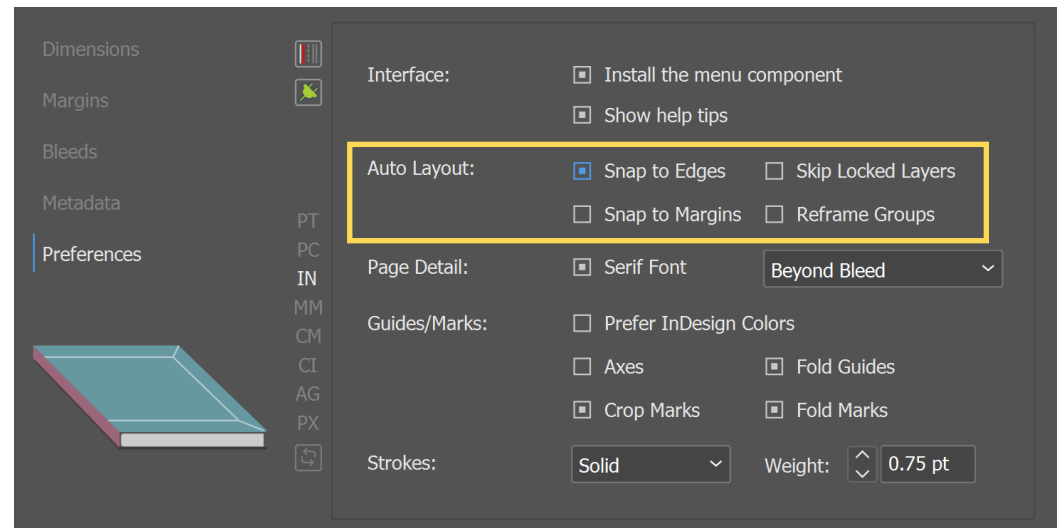 Dimensions
Margins
Bleeds
Metadata
Preferences
PT
PC
IN
MM
CM
CI
AG
PX
Interface: Install the menu component
Show help tips
Auto Layout: Snap to Edges Skip Locked Layers
Snap to Margins Reframe Groups
Page Detail: Serif Font Beyond Bleed
Guides/Marks: Prefer InDesign Colors
Axes Fold Guides
Crop Marks Fold Marks
Strokes: Solid Weight: 0.75 pt